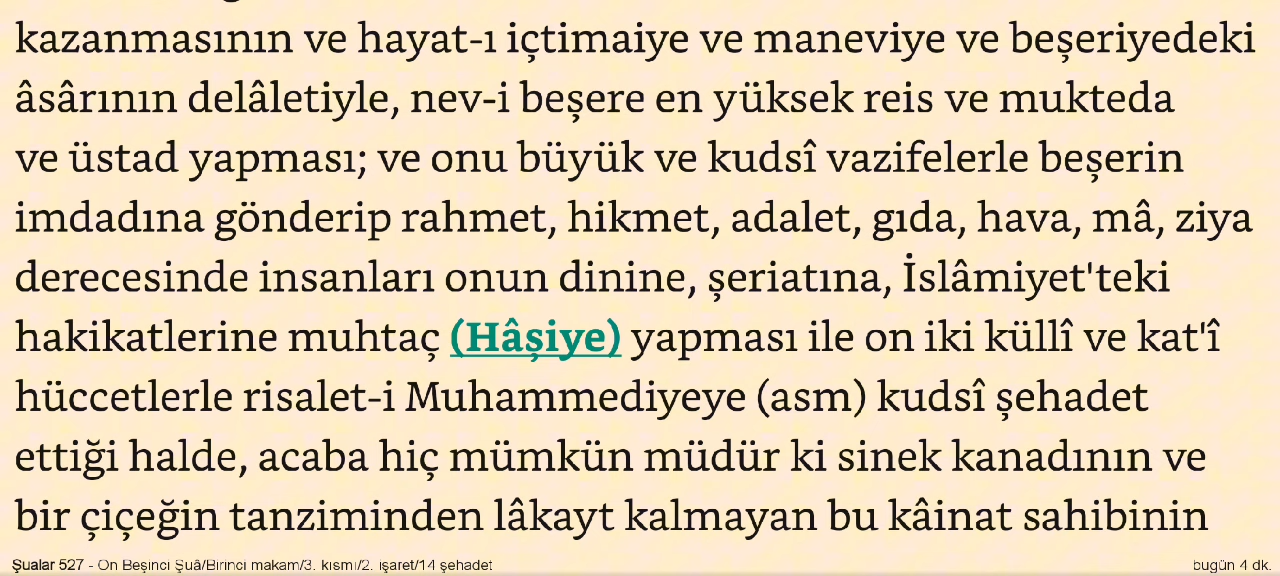 kazanmasının ve hayat-ı içtimaiye ve maneviye ve beşeriyedeki
âsârının delâletiyle, nev-i beşere en yüksek reis ve mukteda
ve üstad yapması; ve onu büyük ve kudsî vazifelerle beşerin
imdadına gönderip rahmet, hikmet, adalet, gıda, hava, mâ, ziya
derecesinde insanları onun dinine, şeriatına, İslâmiyet'teki
hakikatlerine muhtaç (Hâşiye) yapması ile on iki küllî ve kat'î
hüccetlerle risalet-i Muhammediyeye (asm) kudsî şehadet
ettiği halde, acaba hiç mümkün müdür ki sinek kanadının ve
bir çiçeğin tanziminden lâkayt kalmayan bu kâinat sahibinin
Şualar 527 - On Beşinci Şuâ/Birinci makam/3. kısmı/2. işaret/14 şehadet bugün 4 dk.